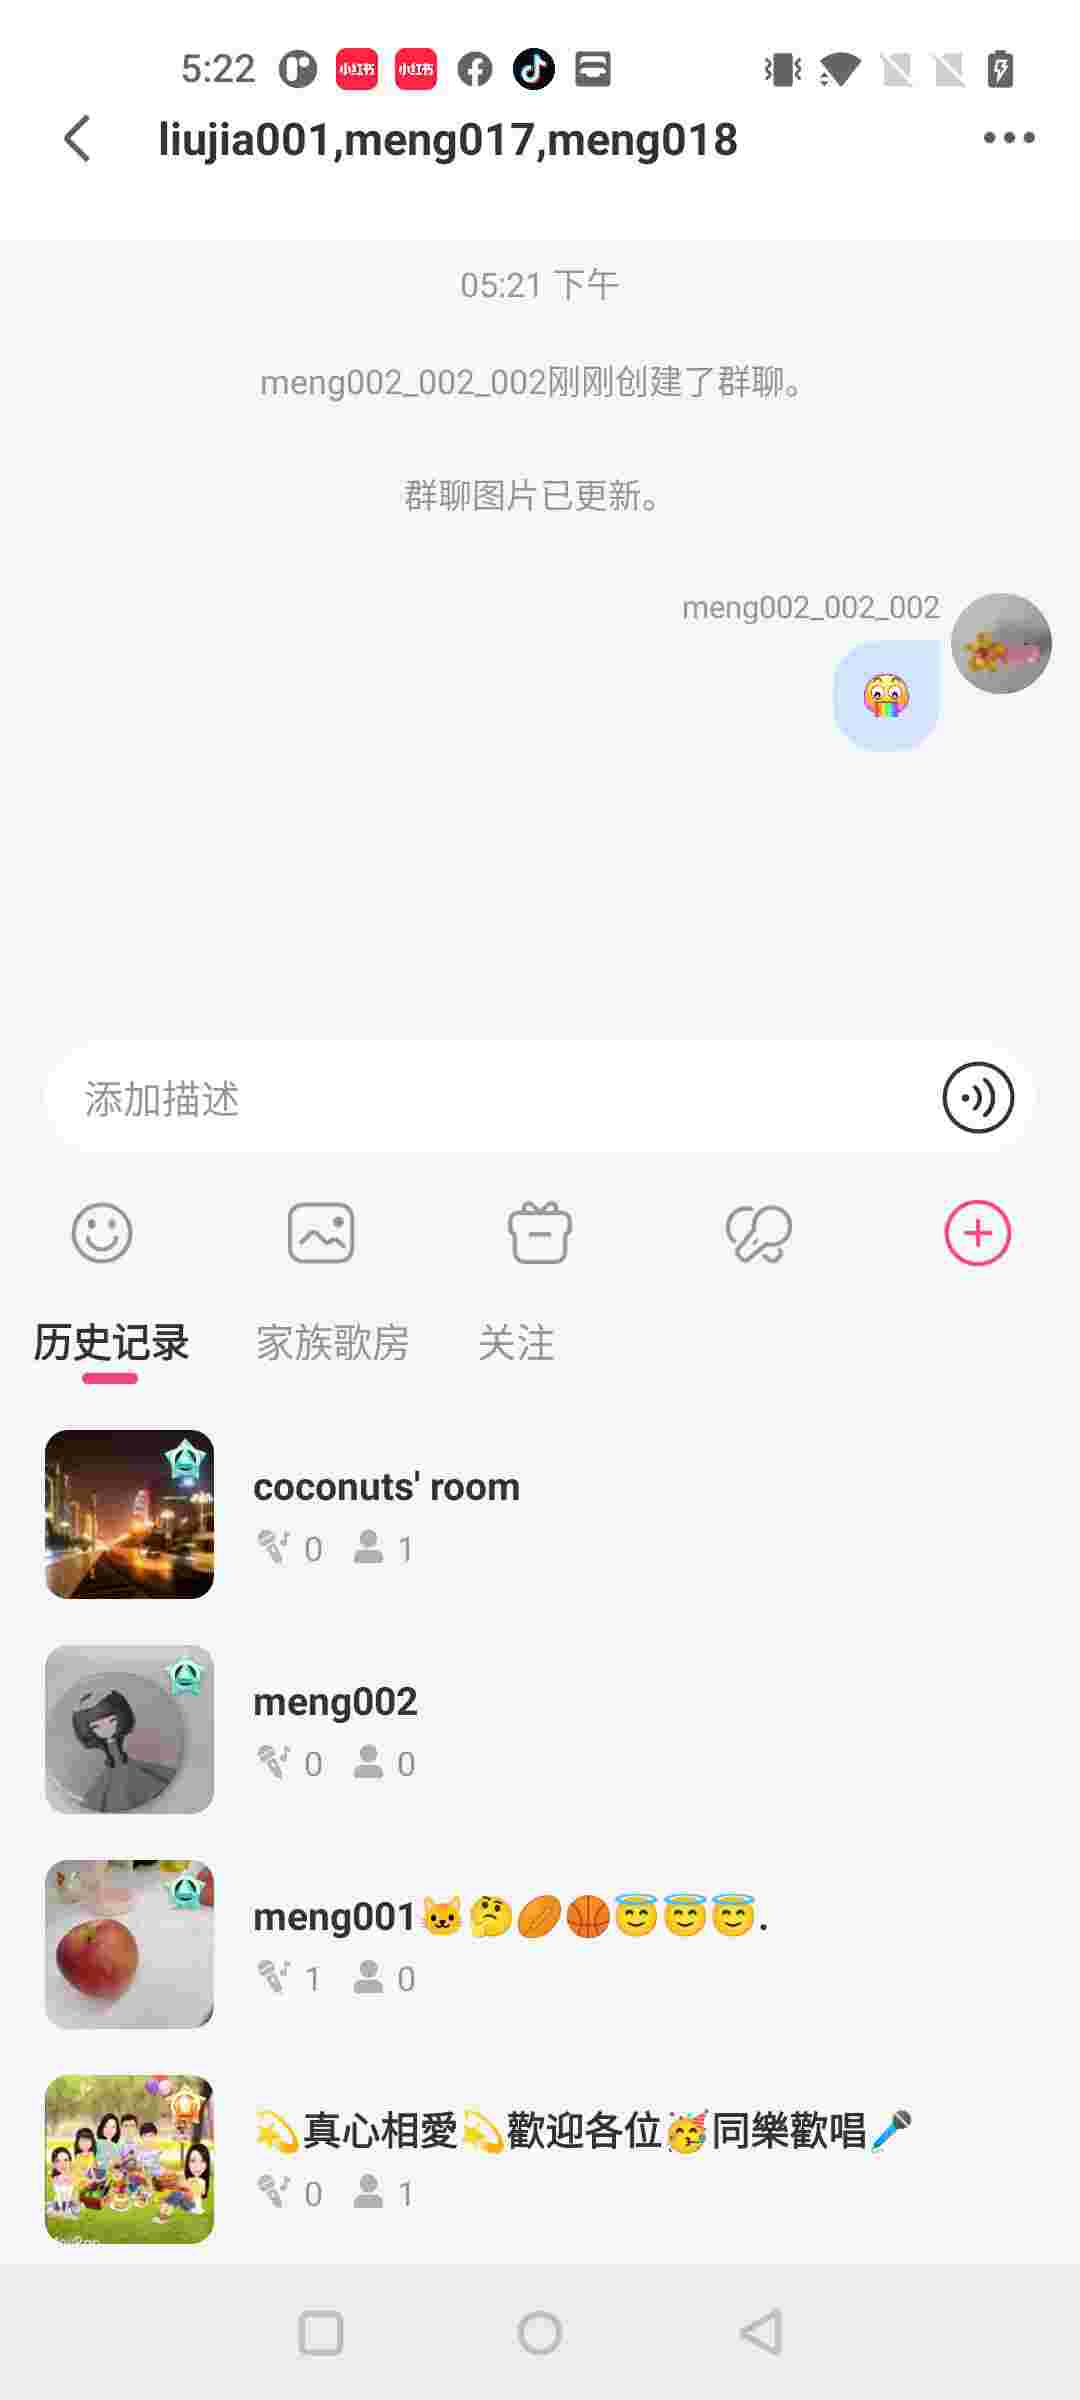 5:22
小红书
小红书
liujia001,meng017,meng018
05:21 下午
meng002_002_002刚刚创建了群聊。
群聊图片已更新。
meng002_002_002
添加描述
历史记录 家族歌房 关注
coconuts' room
0 1
meng002
0 0
meng001🐱🤔🏉🏀😇😇😇.
1 0
💫真心相愛💫歡迎各位🥳同樂歡唱🎤
0 1